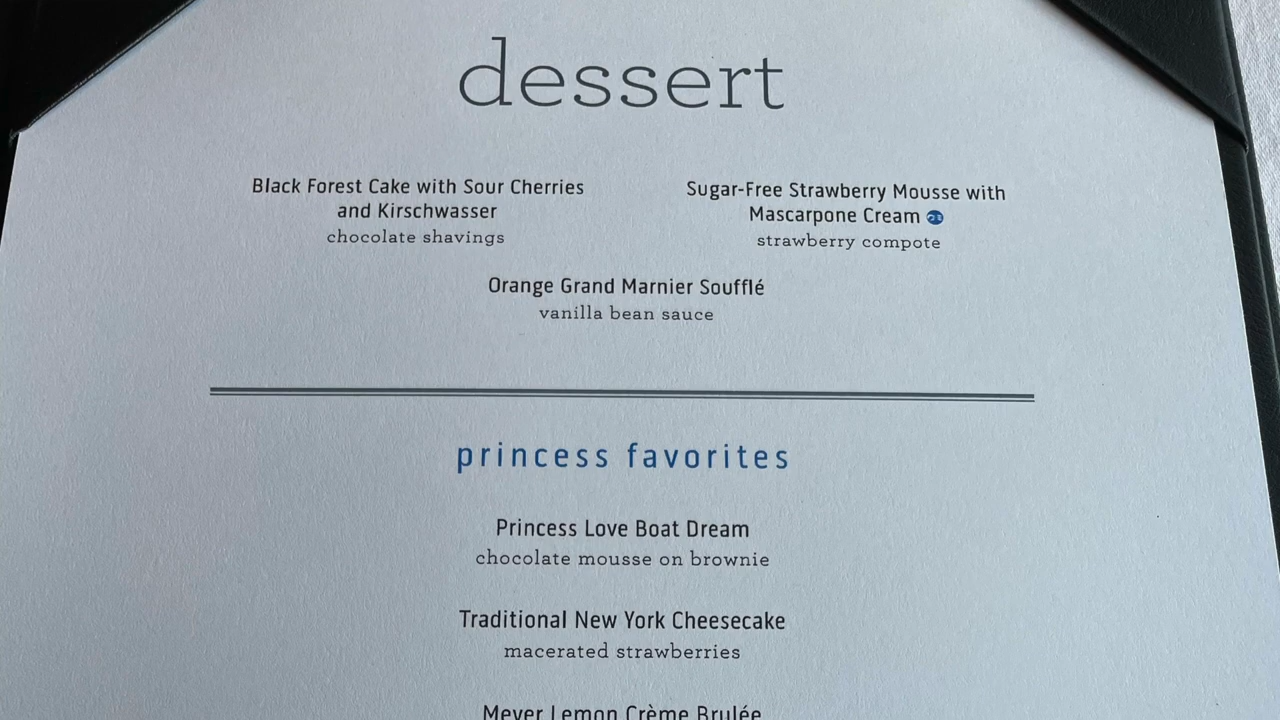 dessert
Black Forest Cake with Sour Cherries
and Kirschwasser
chocolate shavings
Sugar-Free Strawberry Mousse with
Mascarpone Cream
strawberry compote
Orange Grand Marnier Soufflé
vanilla bean sauce
princess favorites
Princess Love Boat Dream
chocolate mousse on brownie
Traditional New York Cheesecake
macerated strawberries
Meyer Lemon Crème Brulée